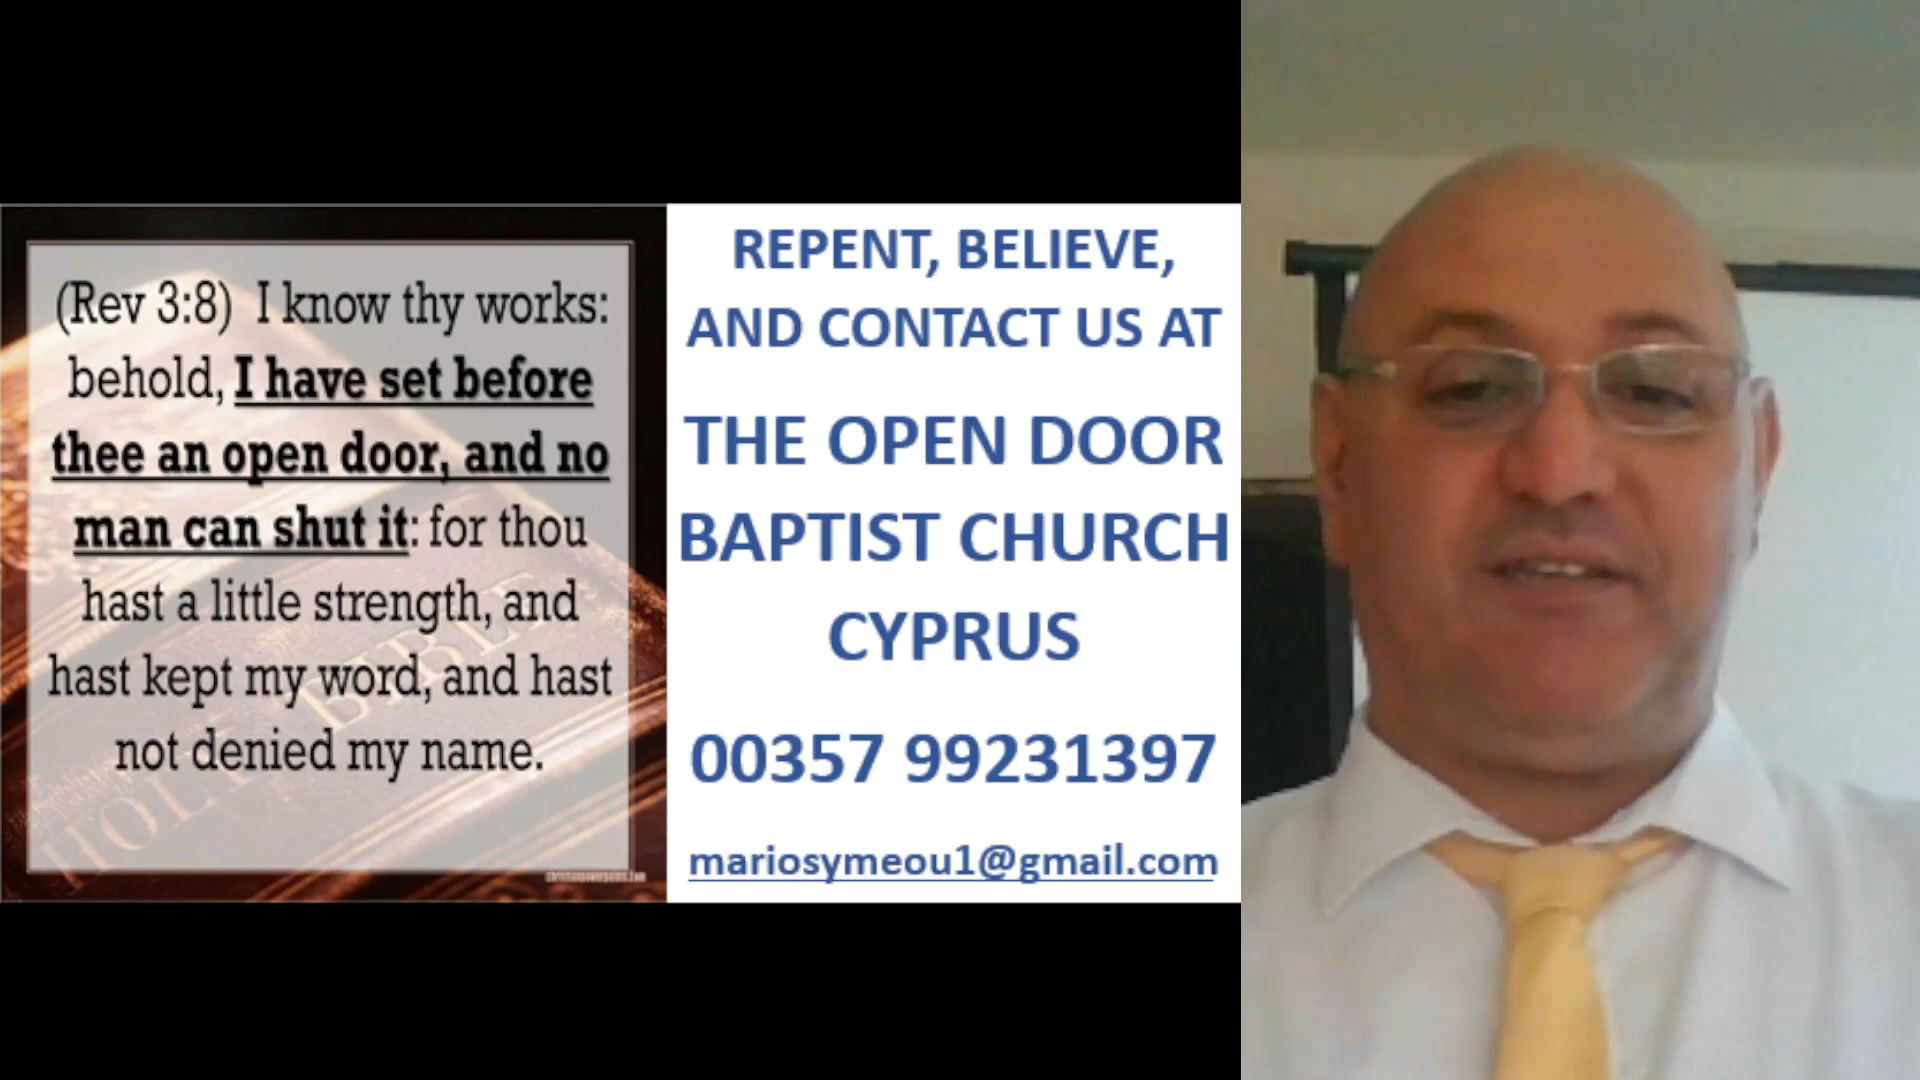 (Rev 3:8) I know thy works:
behold, I have set before
thee an open door, and no
man can shut it: for thou
hast a little strength, and
hast kept my word, and hast
not denied my name.
HOLY BIBLE
REPENT, BELIEVE,
AND CONTACT US AT
THE OPEN DOOR
BAPTIST CHURCH
CYPRUS
00357 99231397
mariosymeou1@gmail.com